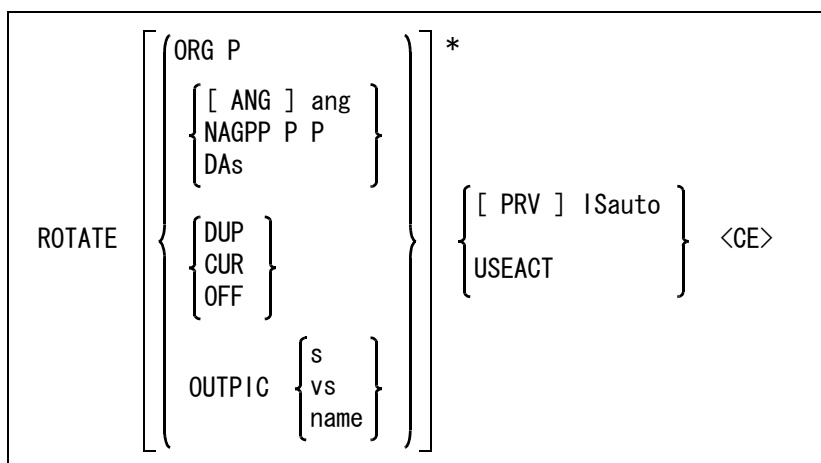 ORG P *
[ ANG ] ang
NAGPP P P
DAs
[ PRV ] ISauto
ROTATE DUP <CE>
CUR
USEACT
OFF
s
OUTPIC vs
name